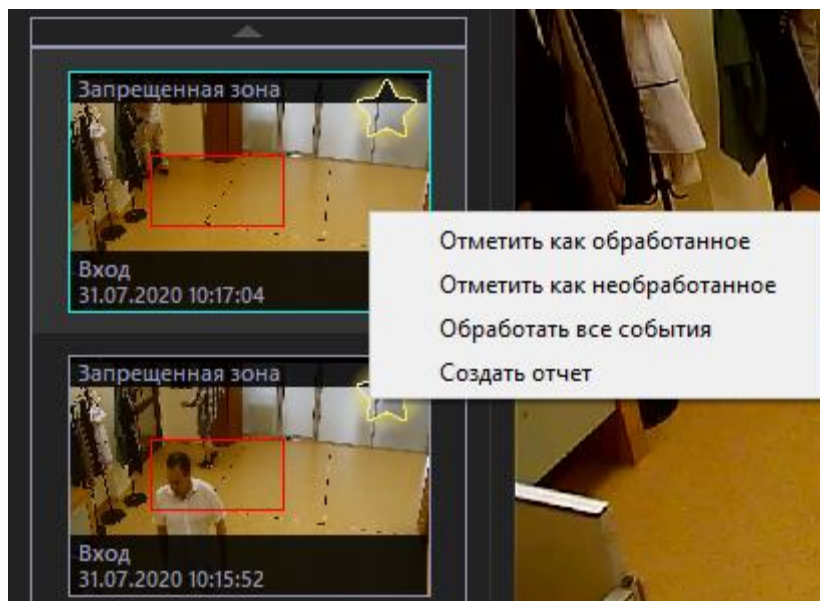 Запрещенная зона
Вход
31.07.2020 10:17:04
Отметить как обработанное
Отметить как необработанное
Обработать все события
Создать отчет
Запрещенная зона
Вход
31.07.2020 10:15:52